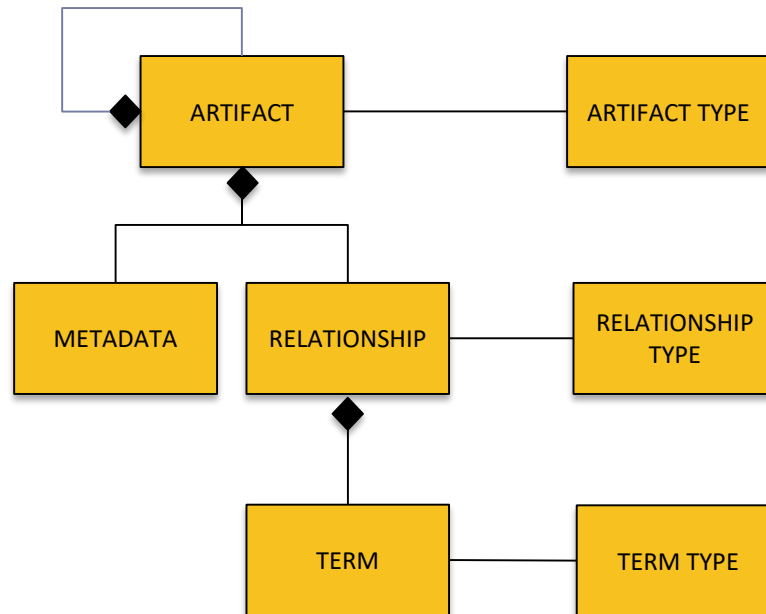 ARTIFACT
ARTIFACT TYPE
METADATA
RELATIONSHIP
RELATIONSHIP
TYPE
TERM
TERM TYPE